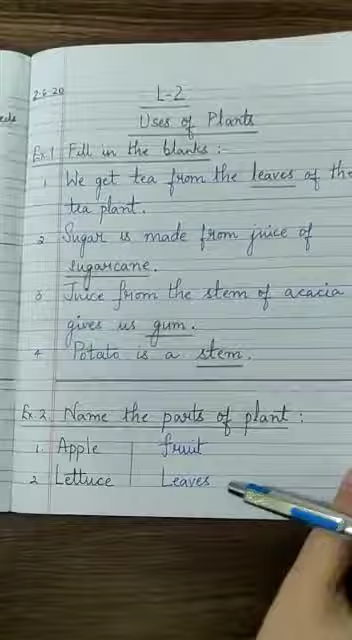 2.6.20
L-2
Uses of Plants
Ex.1 Fill in the blanks :-
1. We get tea from the leaves of the
tea plant.
2. Sugar is made from juice of
sugarcane.
3. Juice from the stem of acacia
gives us gum.
4. Potato is a stem.
Ex.2. Name the parts of plant :
1. Apple fruit
2. Lettuce Leaves